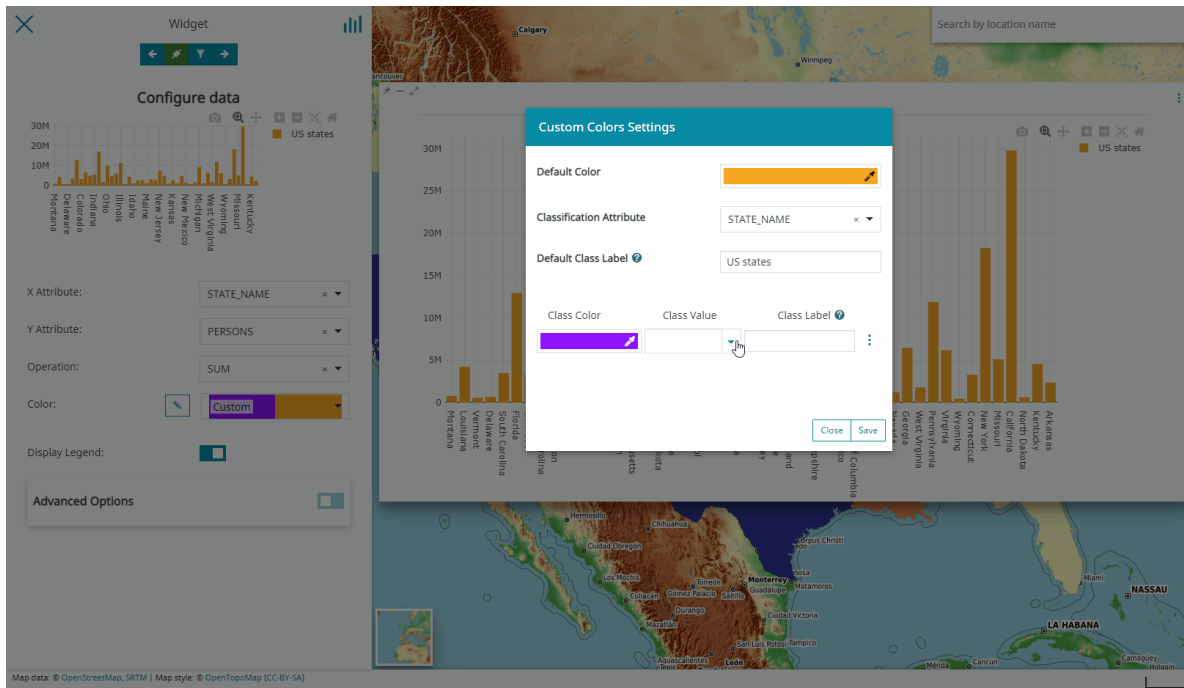 Widget
Configure data
30M
20M
10M
0
US states
Montana
Delaware
Colorado
Indiana
Ohio
Illinois
Idaho
Maine
New Jersey
Kansas
New Mexico
Michigan
West Virginia
Wyoming
Missouri
Kentucky
X Attribute:
STATE_NAME
Y Attribute:
PERSONS
Operation:
SUM
Color:
Custom
Display Legend:
Advanced Options
Search by location name
Calgary
Winnipeg
ancouver
US states
30M
25M
20M
15M
10M
5M
0
Montana
Louisiana
Vermont
Delaware
South Carolina
Florida
Georgia
West Virginia
Pennsylvania
Virginia
Wyoming
Connecticut
New York
Missouri
California
North Dakota
Kentucky
Arkansas
Custom Colors Settings
Default Color
Classification Attribute
STATE_NAME
Default Class Label
US states
Class Color
Class Value
Class Label
Close
Save
Hermosillo
Chihuahua
Ciudad Obregón
Corpus Christi
Los Mochis
Torreón
Monterrey
Matamoros
Culiacán
Gómez Palacio
Saltillo
Guadalupe
Durango
Ciudad Victoria
Mazatlán
San Luis Potosí
Tampico
Aguascalientes
León
Tepic
Miami
NASSAU
LA HABANA
Mérida
Cancún
Camagüey
Holguín
Map data: © OpenStreetMap, SRTM | Map style: © OpenTopoMap (CC-BY-SA)